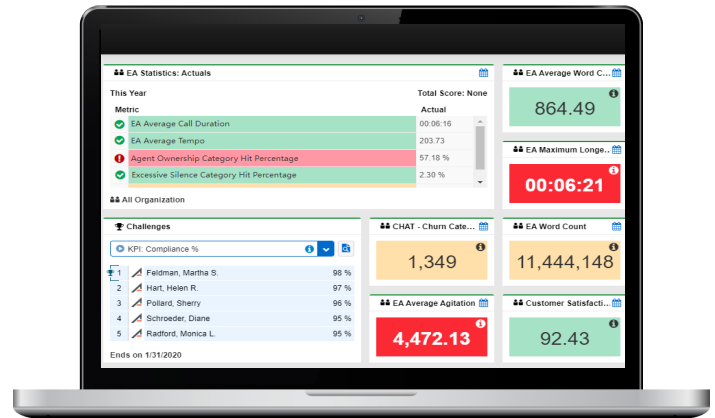 EA Statistics: Actuals
This Year Total Score: None
Metric Actual
EA Average Call Duration 00:06:16
EA Average Tempo 203.73
Agent Ownership Category Hit Percentage 57.18 %
Excessive Silence Category Hit Percentage 2.30 %
All Organization
EA Average Word C...
864.49
EA Maximum Longe..
00:06:21
Challenges
KPI: Compliance %
1 Feldman, Martha S. 98 %
2 Hart, Helen R. 97 %
3 Pollard, Sherry 96 %
4 Schroeder, Diane 95 %
5 Radford, Monica L. 95 %
Ends on 1/31/2020
CHAT - Churn Cate...
1,349
EA Word Count
11,444,148
EA Average Agitation
4,472.13
Customer Satisfacti...
92.43